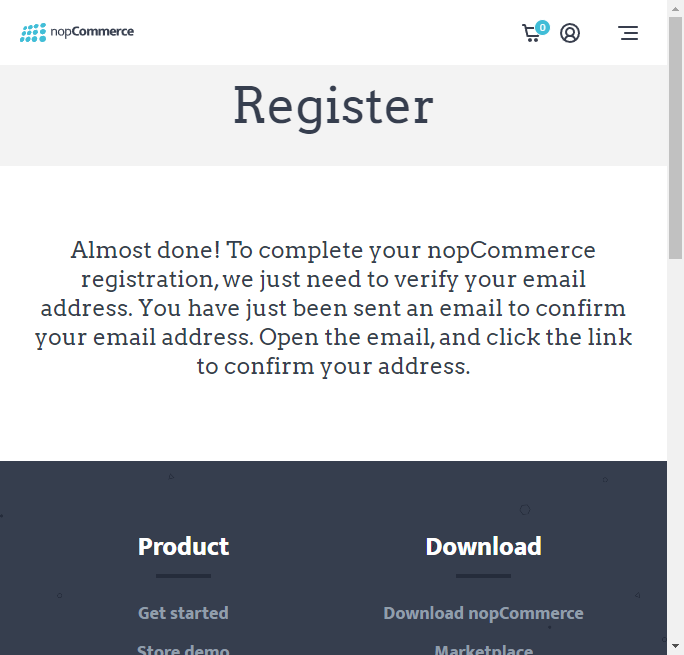 nopCommerce
0
Register
Almost done! To complete your nopCommerce
registration, we just need to verify your email
address. You have just been sent an email to confirm
your email address. Open the email, and click the link
to confirm your address.
Product
Download
Get started
Download nopCommerce
Store demo
Marketplace